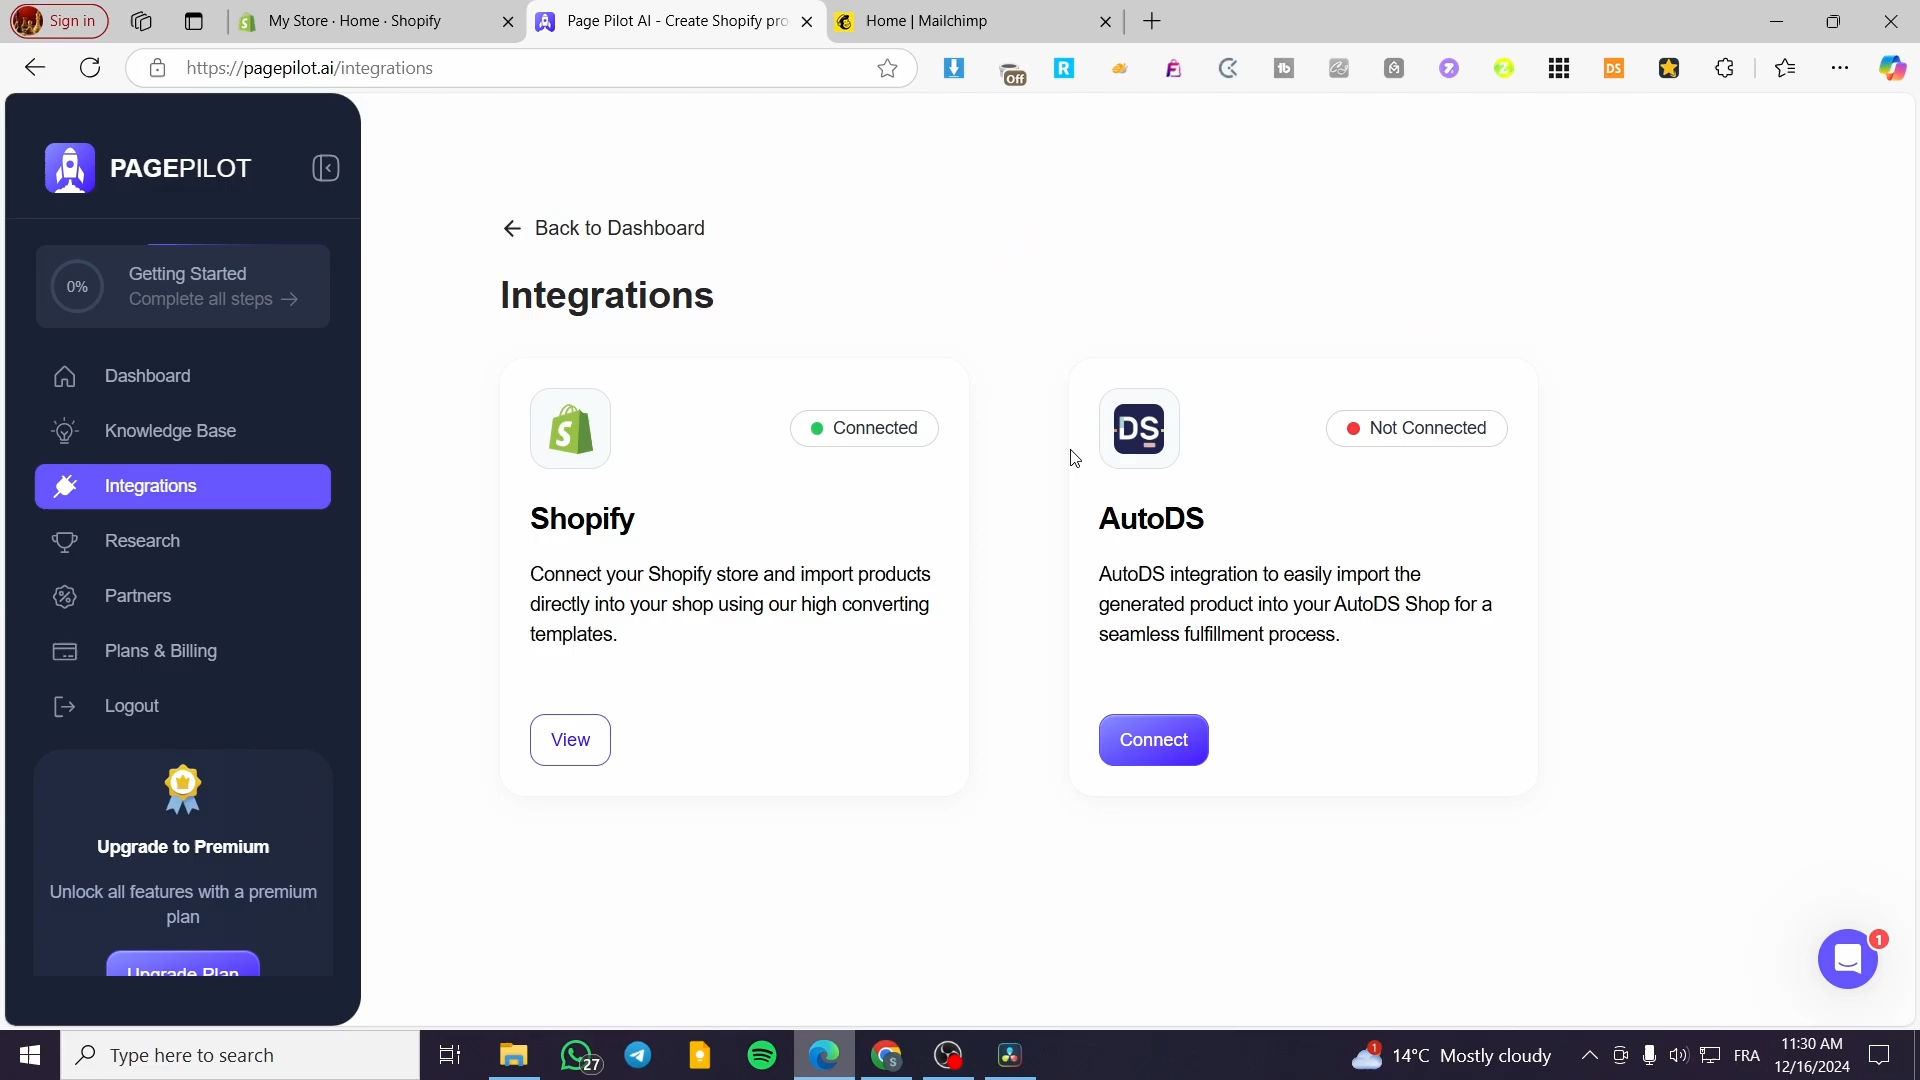 Sign in
My Store · Home · Shopify
Page Pilot AI - Create Shopify pro
Home | Mailchimp
https://pagepilot.ai/integrations
Off
R
tb
DS
PAGEPILOT
0%
Getting Started
Complete all steps
Dashboard
Knowledge Base
Integrations
Research
Partners
Plans & Billing
Logout
Upgrade to Premium
Unlock all features with a premium
plan
Upgrade Plan
Back to Dashboard
Integrations
Connected
Shopify
Connect your Shopify store and import products
directly into your shop using our high converting
templates.
View
DS
Not Connected
AutoDS
AutoDS integration to easily import the
generated product into your AutoDS Shop for a
seamless fulfillment process.
Connect
1
Type here to search
27
S
1
14°C Mostly cloudy
FRA
11:30 AM
12/16/2024